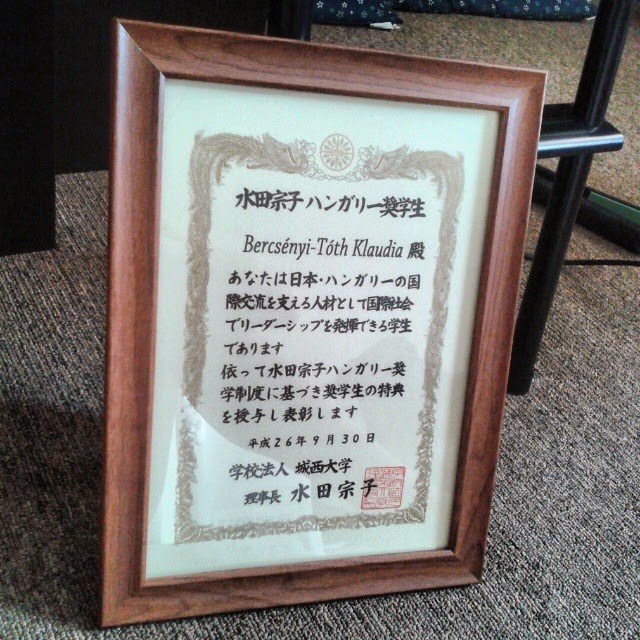 水田宗子ハンガリー奨学生
Bercsényi-Tóth Klaudia 殿
あなたは日本・ハンガリーの国
際交流を支える人材として国際社会
でリーダーシップを発揮できる学生
であります
依って水田宗子ハンガリー奨
学制度に基づき奨学生の特典
を授与し表彰します
平成26年9月30日
学校法人 城西大学
理事長 水田宗子